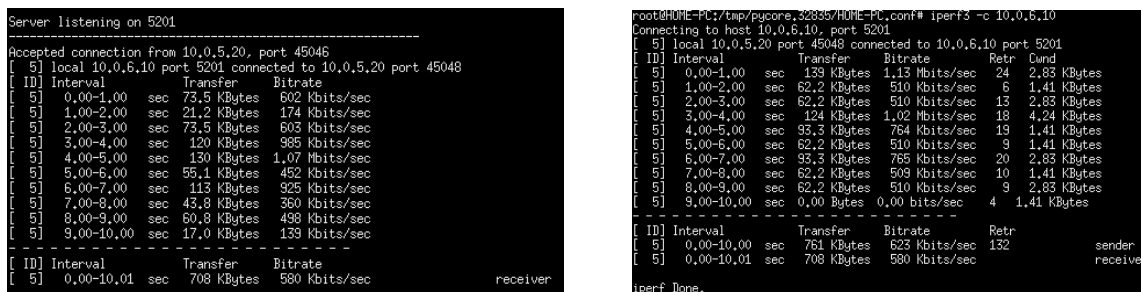 Server listening on 5201
-----------------------------------------------------------
Accepted connection from 10.0.5.20, port 45046
[  5] local 10.0.6.10 port 5201 connected to 10.0.5.20 port 45048
[ ID] Interval           Transfer     Bitrate
[  5]   0.00-1.00   sec  73.5 KBytes   602 Kbits/sec
[  5]   1.00-2.00   sec  21.2 KBytes   174 Kbits/sec
[  5]   2.00-3.00   sec  73.5 KBytes   603 Kbits/sec
[  5]   3.00-4.00   sec   120 KBytes   985 Kbits/sec
[  5]   4.00-5.00   sec   130 KBytes  1.07 Mbits/sec
[  5]   5.00-6.00   sec  55.1 KBytes   452 Kbits/sec
[  5]   6.00-7.00   sec   113 KBytes   925 Kbits/sec
[  5]   7.00-8.00   sec  43.8 KBytes   360 Kbits/sec
[  5]   8.00-9.00   sec  60.8 KBytes   498 Kbits/sec
[  5]   9.00-10.00  sec  17.0 KBytes   139 Kbits/sec
- - - - - - - - - - - - - - - - - - - - - - - - -
[ ID] Interval           Transfer     Bitrate
[  5]   0.00-10.01  sec   708 KBytes   580 Kbits/sec                  receiver
root@HOME-PC:/tmp/pycore.32835/HOME-PC.conf# iperf3 -c 10.0.6.10
Connecting to host 10.0.6.10, port 5201
[  5] local 10.0.5.20 port 45048 connected to 10.0.6.10 port 5201
[ ID] Interval           Transfer     Bitrate         Retr  Cwnd
[  5]   0.00-1.00   sec   139 KBytes  1.13 Mbits/sec   24   2.83 KBytes
[  5]   1.00-2.00   sec  62.2 KBytes   510 Kbits/sec    6   1.41 KBytes
[  5]   2.00-3.00   sec  62.2 KBytes   510 Kbits/sec   13   2.83 KBytes
[  5]   3.00-4.00   sec   124 KBytes  1.02 Mbits/sec   18   4.24 KBytes
[  5]   4.00-5.00   sec  93.3 KBytes   764 Kbits/sec   19   1.41 KBytes
[  5]   5.00-6.00   sec  62.2 KBytes   510 Kbits/sec    9   1.41 KBytes
[  5]   6.00-7.00   sec  93.3 KBytes   765 Kbits/sec   20   2.83 KBytes
[  5]   7.00-8.00   sec  62.2 KBytes   509 Kbits/sec   10   1.41 KBytes
[  5]   8.00-9.00   sec  62.2 KBytes   510 Kbits/sec    9   2.83 KBytes
[  5]   9.00-10.00  sec  0.00 Bytes  0.00 bits/sec    4   1.41 KBytes
- - - - - - - - - - - - - - - - - - - - - - - - -
[ ID] Interval           Transfer     Bitrate         Retr
[  5]   0.00-10.00  sec   761 KBytes   623 Kbits/sec  132             sender
[  5]   0.00-10.01  sec   708 KBytes   580 Kbits/sec                  receive
iperf Done.